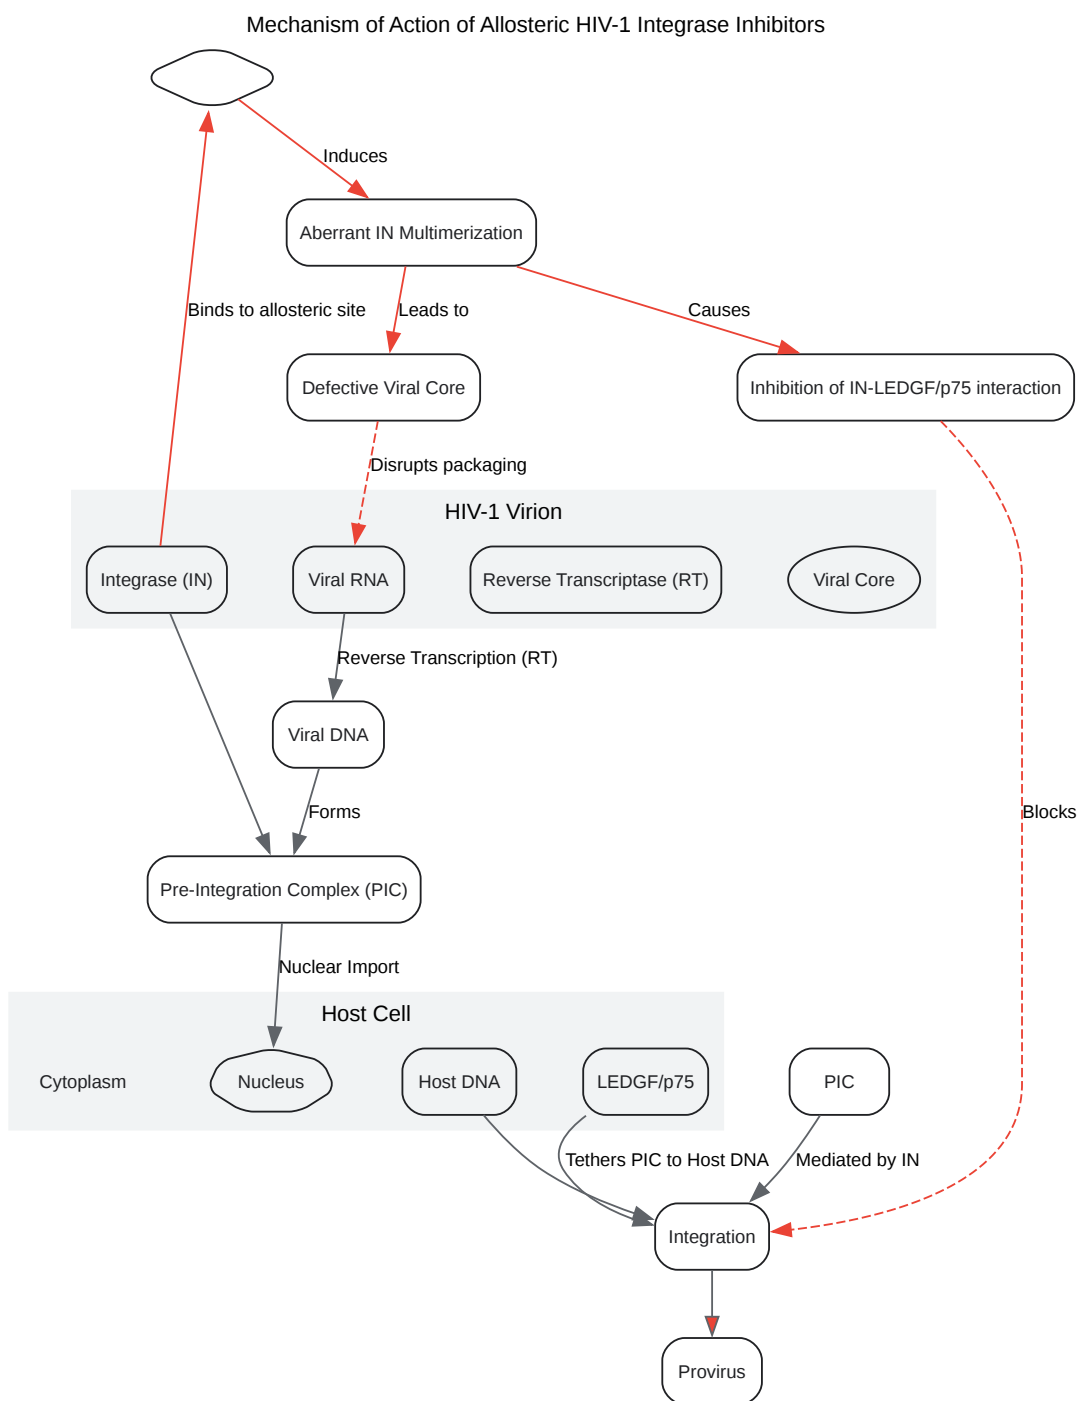 Mechanism of Action of Allosteric HIV-1 Integrase Inhibitors
Induces
Aberrant IN Multimerization
Binds to allosteric site
Leads to
Causes
Defective Viral Core
Inhibition of IN-LEDGF/p75 interaction
Disrupts packaging
HIV-1 Virion
Integrase (IN)
Viral RNA
Reverse Transcriptase (RT)
Viral Core
Reverse Transcription (RT)
Viral DNA
Forms
Blocks
Pre-Integration Complex (PIC)
Nuclear Import
Host Cell
Cytoplasm
Nucleus
Host DNA
LEDGF/p75
PIC
Tethers PIC to Host DNA
Mediated by IN
Integration
Provirus